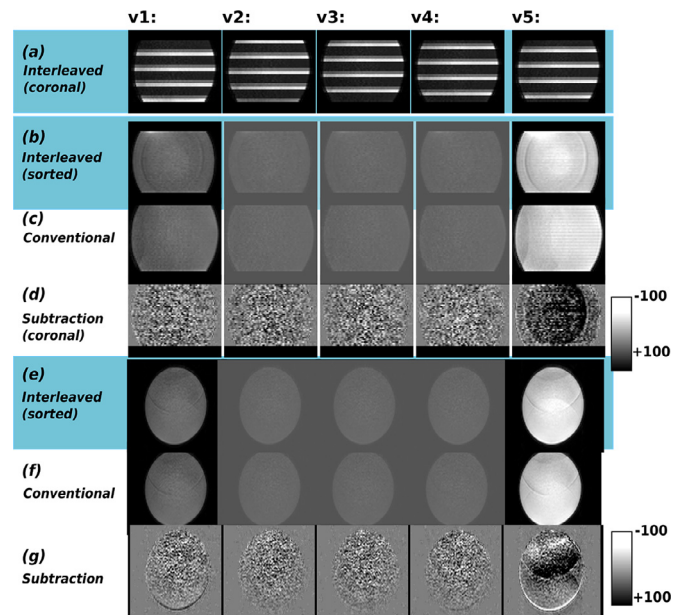 v1: v2: v3: v4: v5:
(a)
Interleaved
(coronal)
(b)
Interleaved
(sorted)
(c)
Conventional
(d)
Subtraction
(coronal)
-100
+100
(e)
Interleaved
(sorted)
(f)
Conventional
(g)
Subtraction
-100
+100